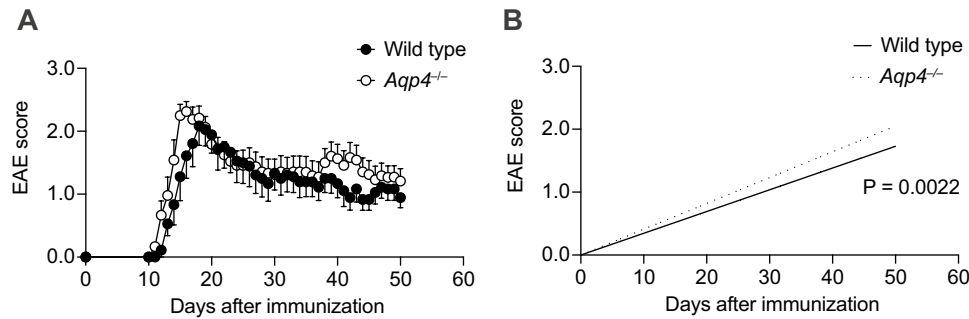 A
Wild type
Aqp4–/–
EAE score
3.0
2.0
1.0
0.0
0 10 20 30 40 50 60
Days after immunization
B
Wild type
Aqp4–/–
EAE score
3.0
2.0
1.0
0.0
P = 0.0022
0 10 20 30 40 50 60
Days after immunization